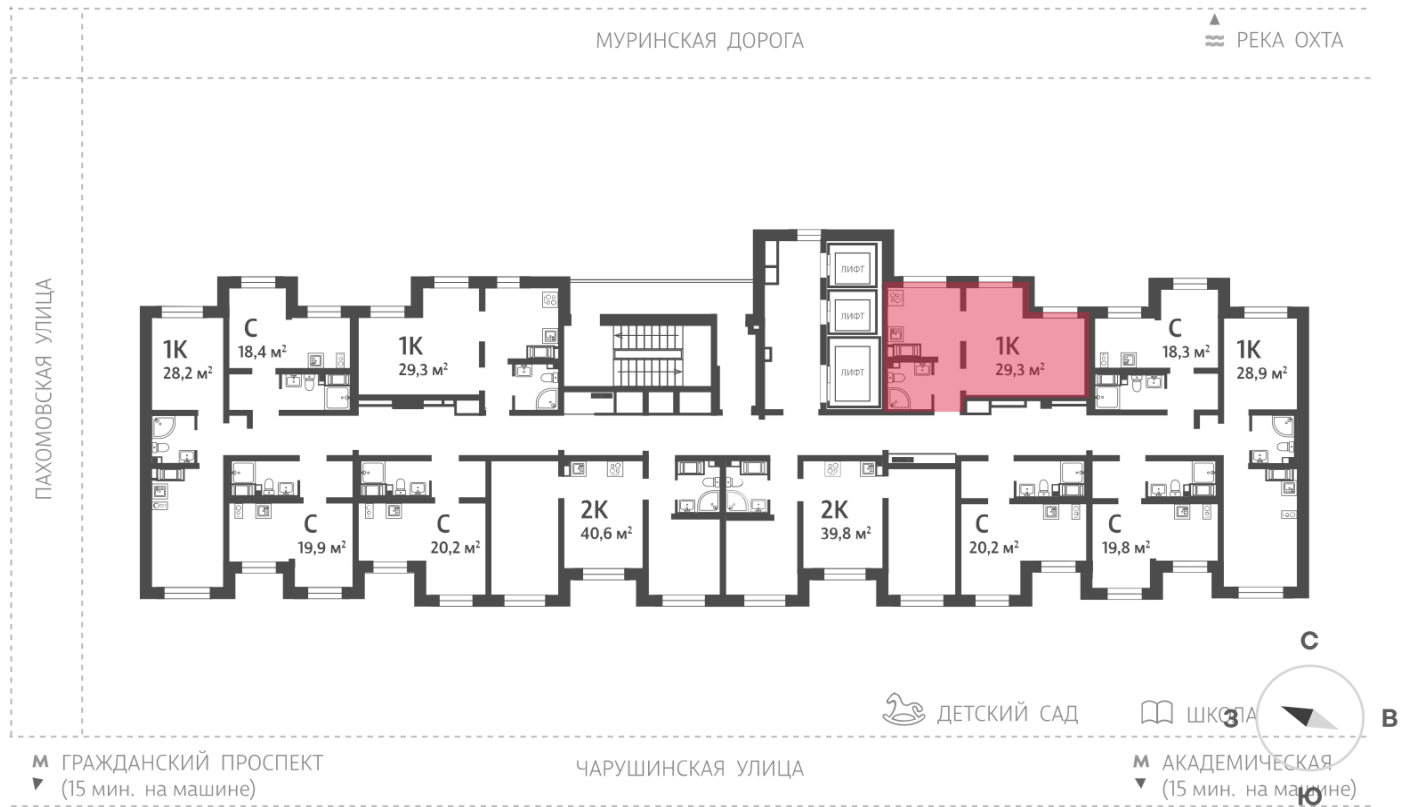 МУРИНСКАЯ ДОРОГА
РЕКА ОХТА
ПАХОМОВСКАЯ УЛИЦА
1К
28,2 м²
С
18,4 м²
1К
29,3 м²
ЛИФТ
ЛИФТ
ЛИФТ
1К
29,3 м²
С
18,3 м²
1К
28,9 м²
С
19,9 м²
С
20,2 м²
2К
40,6 м²
2К
39,8 м²
С
20,2 м²
С
19,8 м²
ДЕТСКИЙ САД
ШКОЛА
С
З
В
Ю
М ГРАЖДАНСКИЙ ПРОСПЕКТ
(15 мин. на машине)
ЧАРУШИНСКАЯ УЛИЦА
М АКАДЕМИЧЕСКАЯ
(15 мин. на машине)